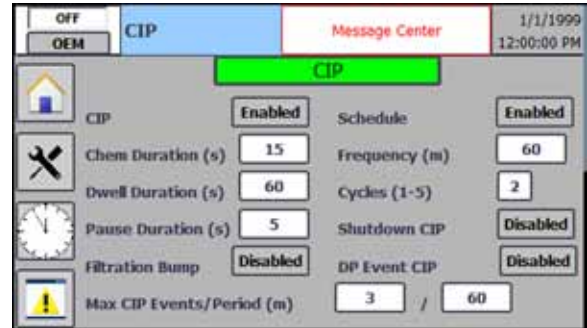 OFF
OEM
CIP
Message Center
1/1/1999
12:00:00 PM
CIP
CIP Enabled
Schedule Enabled
Chem Duration (s) 15
Frequency (m) 60
Dwell Duration (s) 60
Cycles (1-5) 2
Pause Duration (s) 5
Shutdown CIP Disabled
Filtration Bump Disabled
DP Event CIP Disabled
Max CIP Events/Period (m) 3 / 60